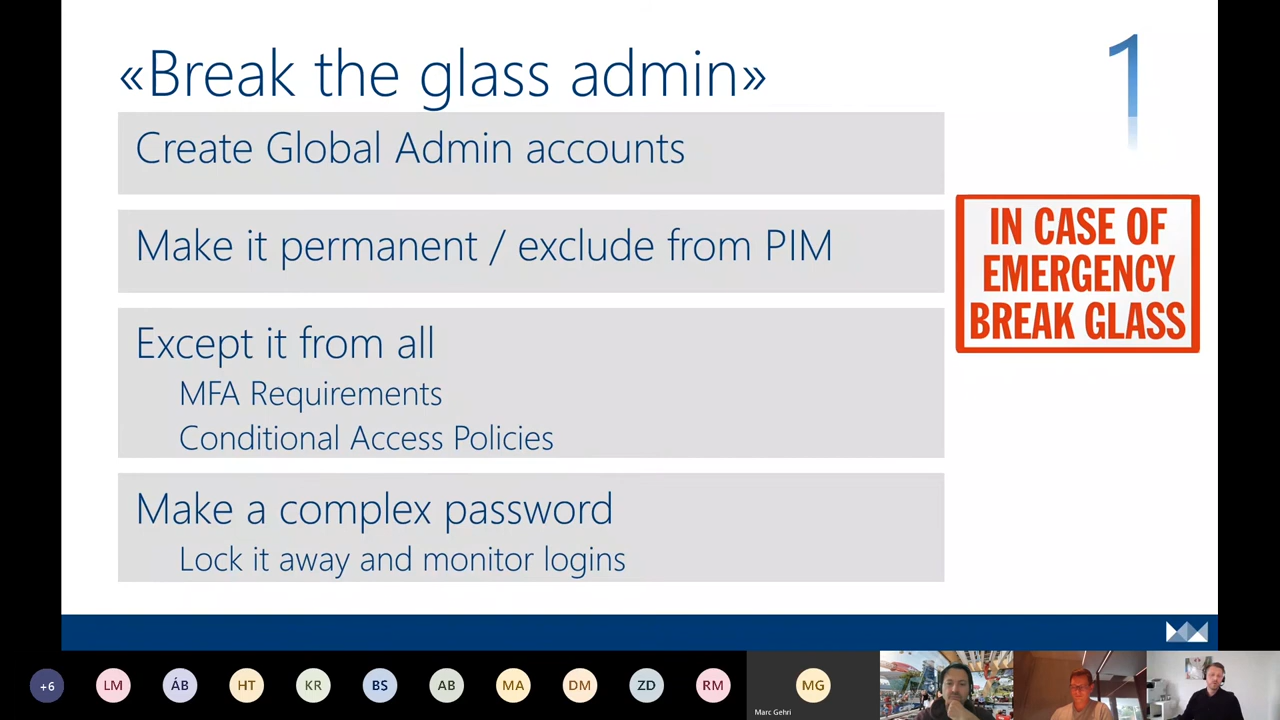 «Break the glass admin»
1
Create Global Admin accounts
Make it permanent / exclude from PIM
Except it from all
MFA Requirements
Conditional Access Policies
Make a complex password
Lock it away and monitor logins
IN CASE OF
EMERGENCY
BREAK GLASS
+6
LM
ÁB
HT
KR
BS
AB
MA
DM
ZD
RM
MG
Marc Gehri